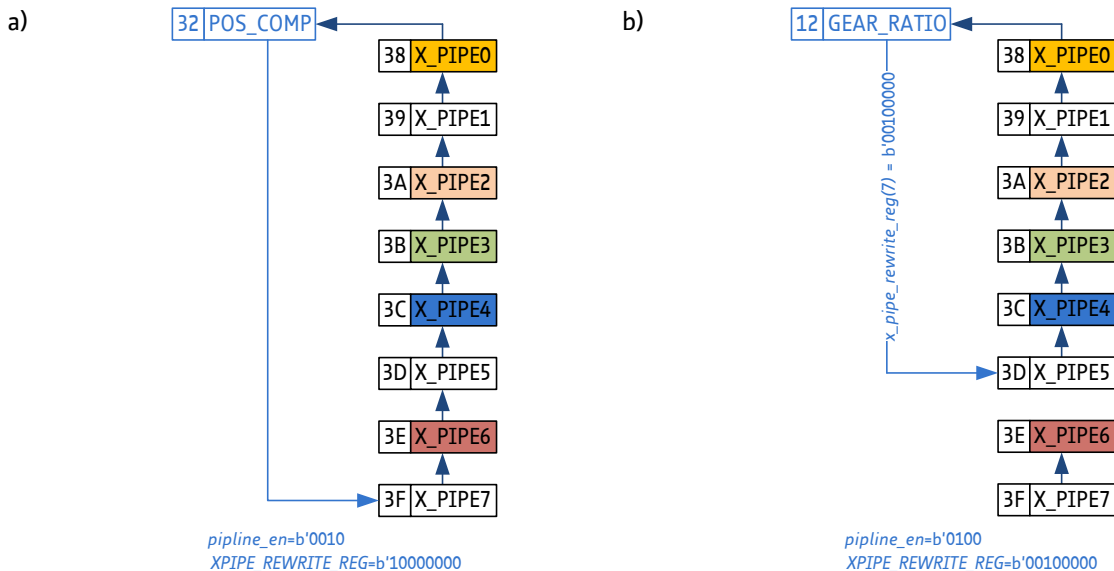 a)
32 POS_COMP
38 X_PIPE0
39 X_PIPE1
3A X_PIPE2
3B X_PIPE3
3C X_PIPE4
3D X_PIPE5
3E X_PIPE6
3F X_PIPE7
pipline_en=b'0010
XPIPE_REWRITE_REG=b'10000000
b)
12 GEAR_RATIO
x_pipe_rewrite_reg(7) = b'00100000
38 X_PIPE0
39 X_PIPE1
3A X_PIPE2
3B X_PIPE3
3C X_PIPE4
3D X_PIPE5
3E X_PIPE6
3F X_PIPE7
pipline_en=b'0100
XPIPE_REWRITE_REG=b'00100000